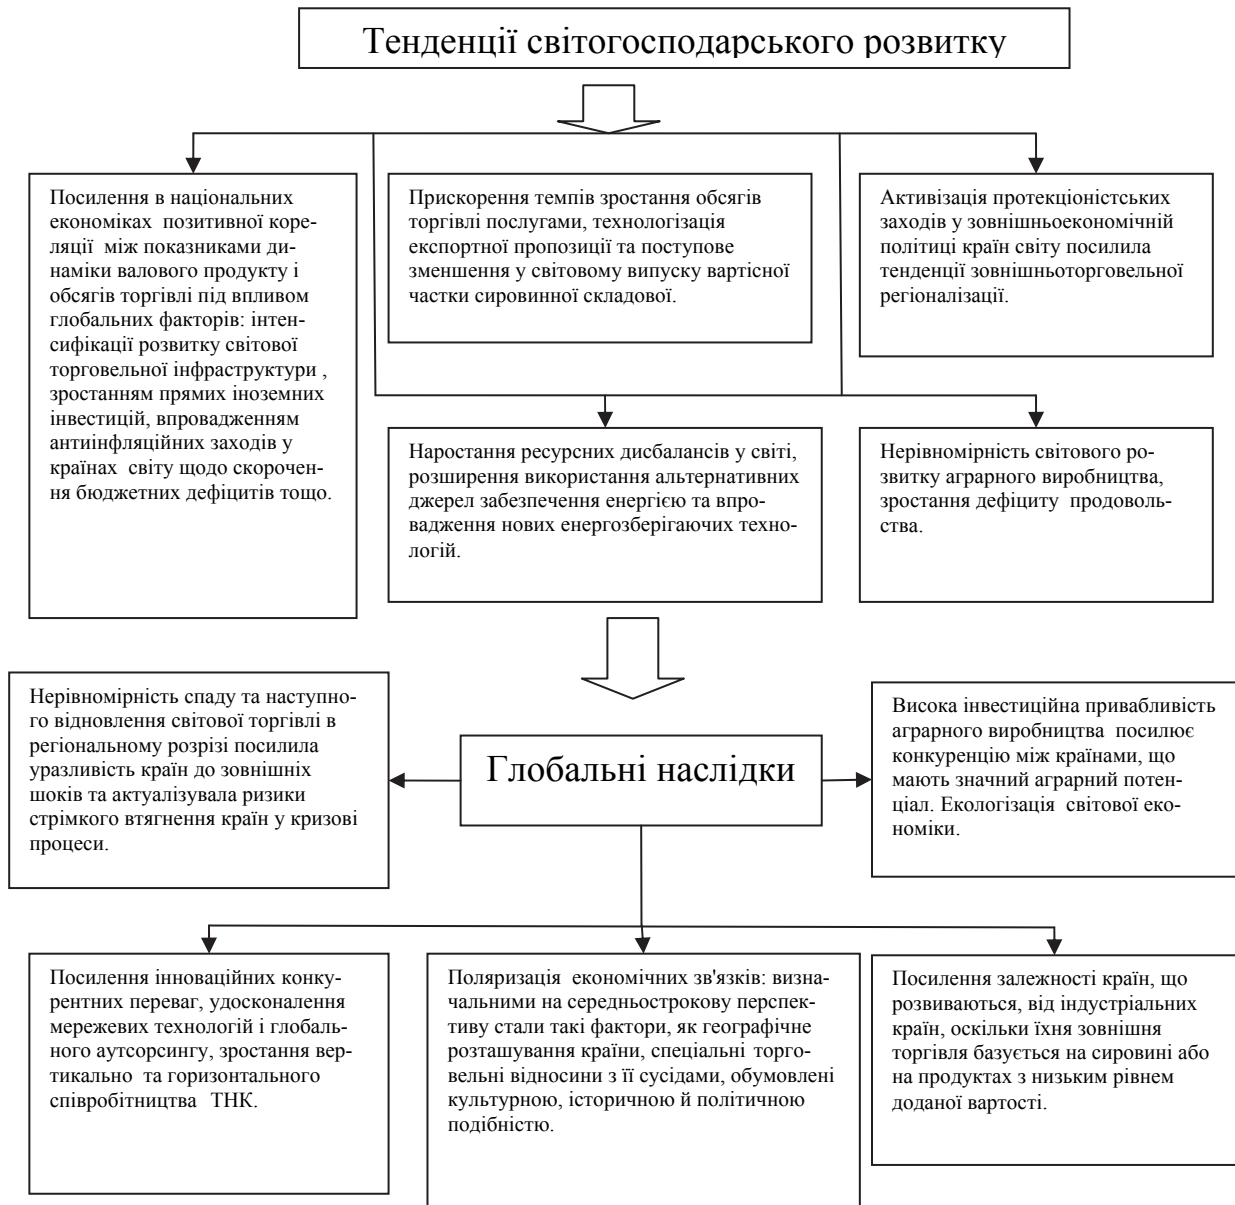 Тенденції світогосподарського розвитку
Посилення в національних
економіках позитивної коре-
ляції між показниками ди-
наміки валового продукту і
обсягів торгівлі під впливом
глобальних факторів: інтен-
сифікації розвитку світової
торговельної інфраструктури ,
зростанням прямих іноземних
інвестицій, впровадженням
антиінфляційних заходів у
країнах світу щодо скорочен-
ня бюджетних дефіцитів тощо.
Прискорення темпів зростання обсягів
торгівлі послугами, технологізація
експортної пропозиції та поступове
зменшення у світовому випуску вартісної
частки сировинної складової.
Активізація протекціоністських
заходів у зовнішньоекономічній
політиці країн світу посилила
тенденції зовнішньоторговельної
регіоналізації.
Наростання ресурсних дисбалансів у світі,
розширення використання альтернативних
джерел забезпечення енергією та впро-
вадження нових енергозберігаючих техно-
логій.
Нерівномірність світового ро-
звитку аграрного виробництва,
зростання дефіциту продоволь-
ства.
Нерівномірність спаду та наступно-
го відновлення світової торгівлі в
регіональному розрізі посилила
уразливість країн до зовнішніх
шоків та актуалізувала ризики
стрімкого втягнення країн у кризові
процеси.
Глобальні наслідки
Висока інвестиційна привабливість
аграрного виробництва посилює
конкуренцію між країнами, що
мають значний аграрний потен-
ціал. Екологізація світової еко-
номіки.
Посилення інноваційних конку-
рентних переваг, удосконалення
мережевих технологій і глобаль-
ного аутсорсингу, зростання вер-
тикально та горизонтального
співробітництва ТНК.
Поляризація економічних зв'язків: визна-
чальними на середньострокову перспек-
тиву стали такі фактори, як географічне
розташування країни, спеціальні торго-
вельні відносини з її сусідами, обумовлені
культурною, історичною й політичною
подібністю.
Посилення залежності країн, що
розвиваються, від індустріальних
країн, оскільки їхня зовнішня
торгівля базується на сировині або
на продуктах з низьким рівнем
доданої вартості.